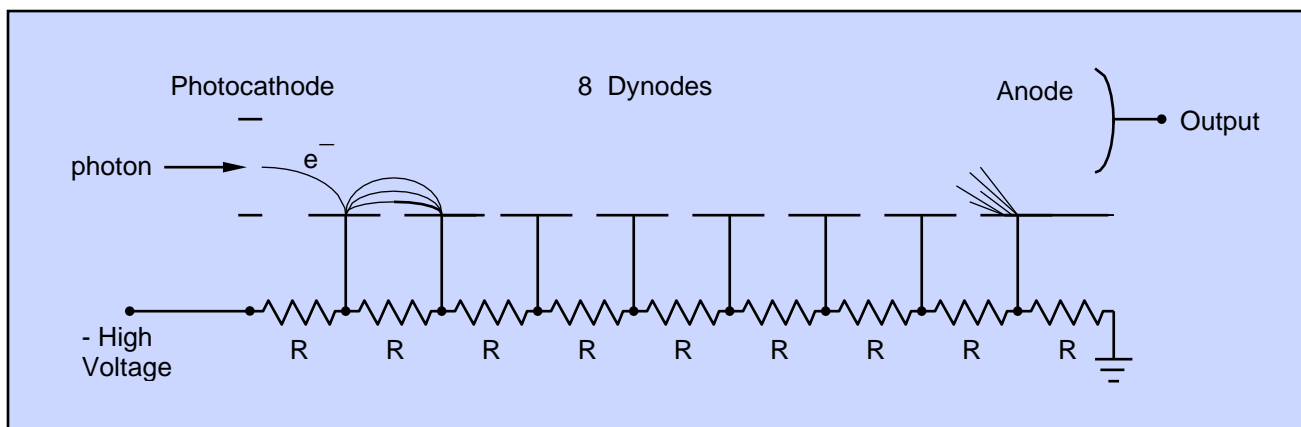 Photocathode
8 Dynodes
Anode
Output
photon
e⁻
- High
Voltage
R R R R R R R R R